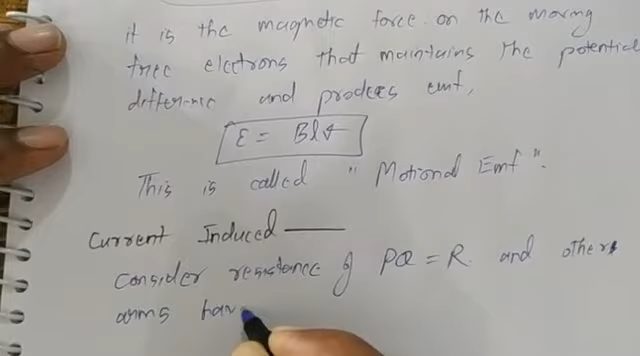 it is the magnetic force on the moving
free electrons that maintains the potential
difference and produces emf,
ε = Blv
This is called "Motional Emf".
Current Induced —
Consider resistance of PQ = R. and others
arms hav